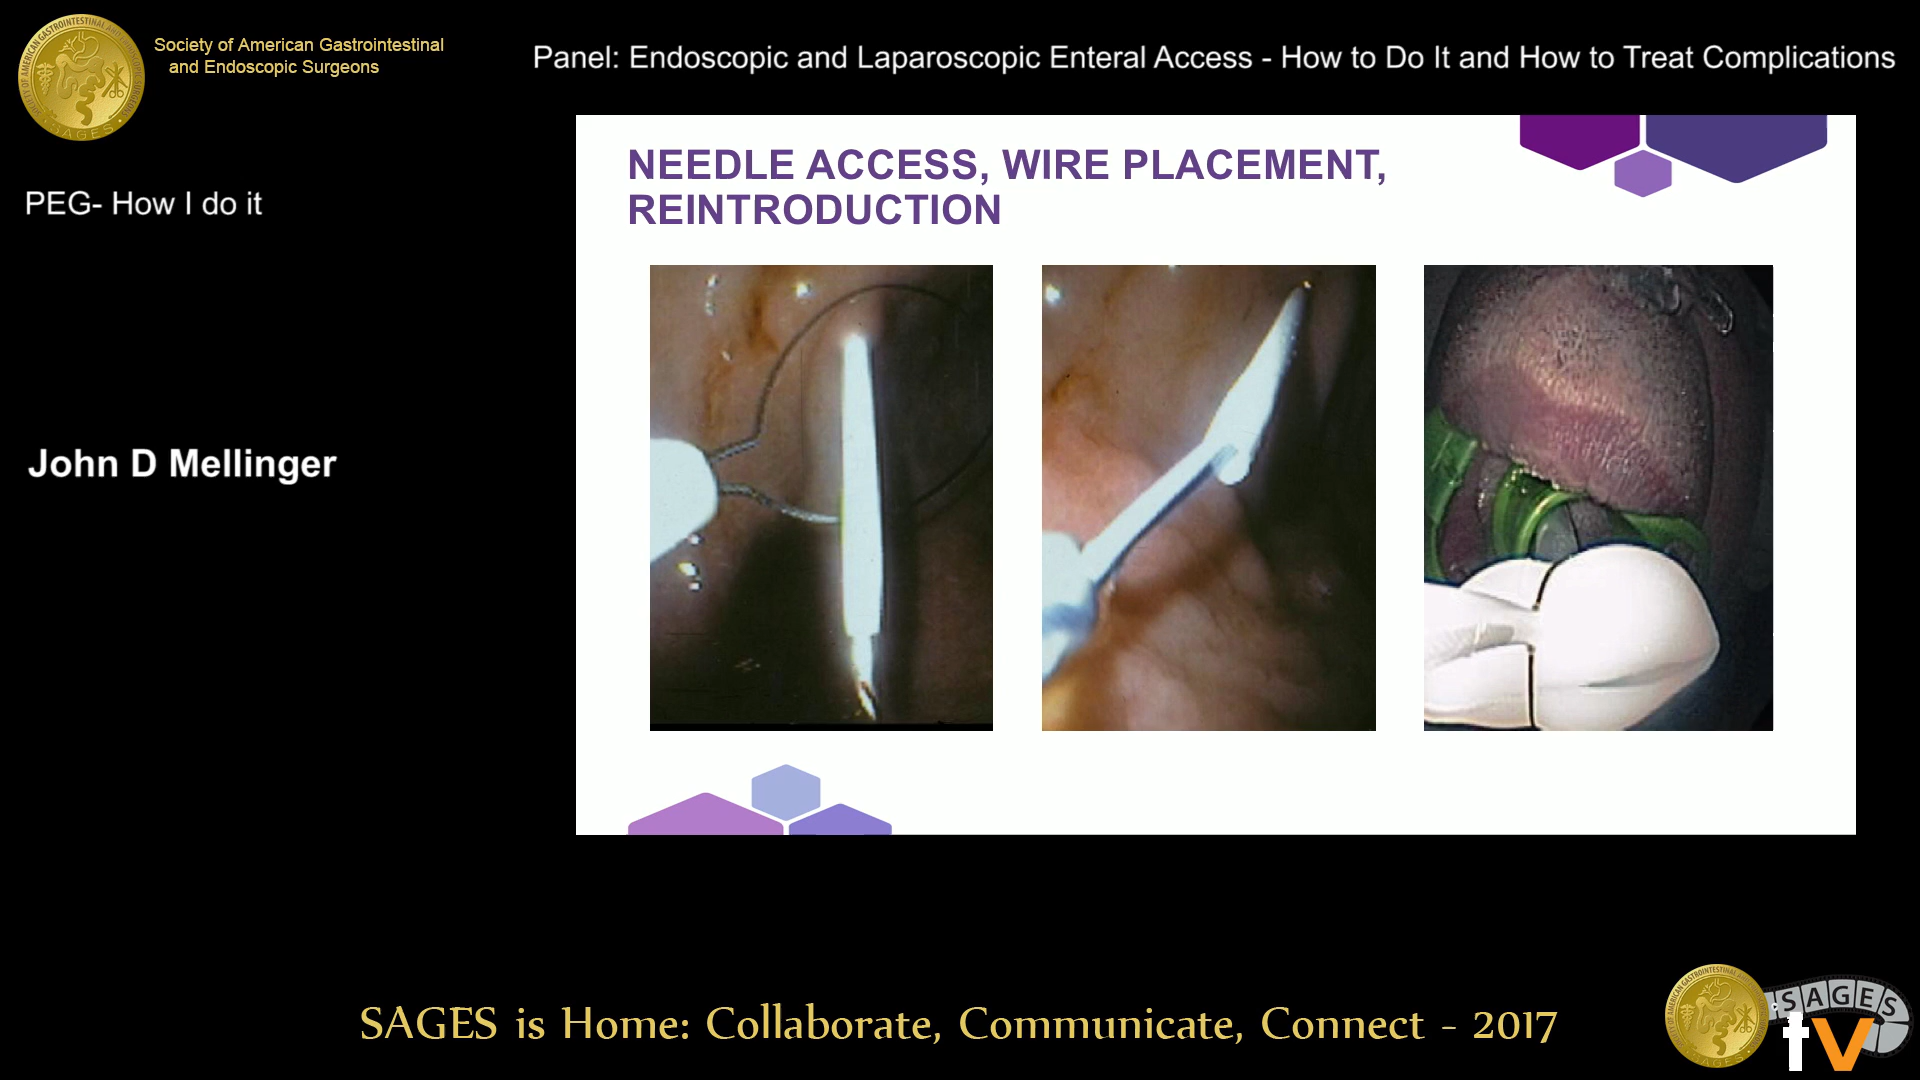 Society of American Gastrointestinal
and Endoscopic Surgeons
Panel: Endoscopic and Laparoscopic Enteral Access - How to Do It and How to Treat Complications
PEG- How I do it
John D Mellinger
NEEDLE ACCESS, WIRE PLACEMENT,
REINTRODUCTION
SAGES is Home: Collaborate, Communicate, Connect - 2017
SAGES
tv